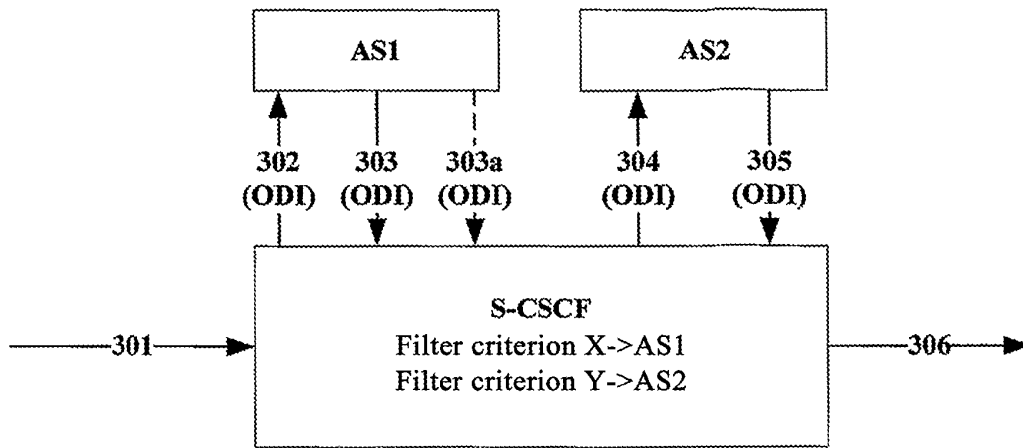 AS1
AS2
302
(ODI)
303
(ODI)
303a
(ODI)
304
(ODI)
305
(ODI)
S-CSCF
Filter criterion X->AS1
Filter criterion Y->AS2
301
306